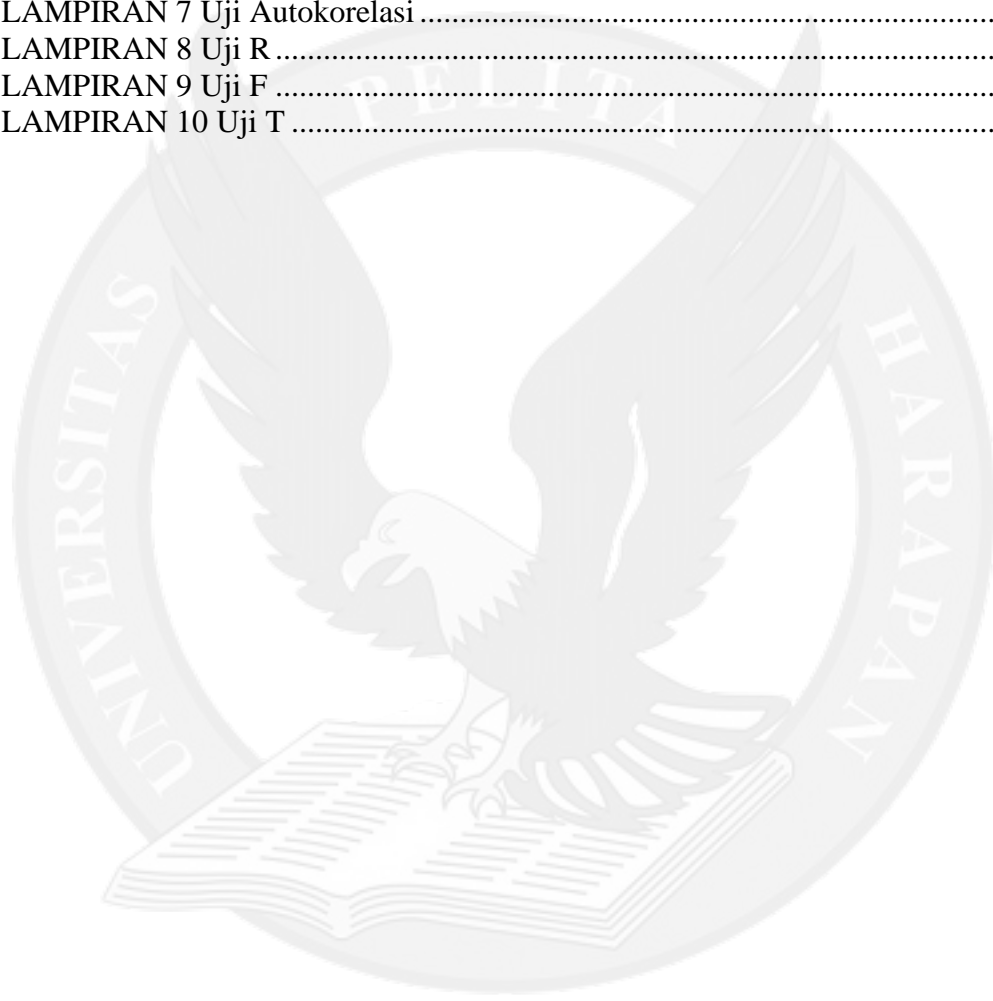 LAMPIRAN 7 Uji Autokorelasi ..........................................................................
LAMPIRAN 8 Uji R ............................................................................................
LAMPIRAN 9 Uji F ............................................................................................
LAMPIRAN 10 Uji T ..........................................................................................
UNIVERSITAS PELITA HARAPAN